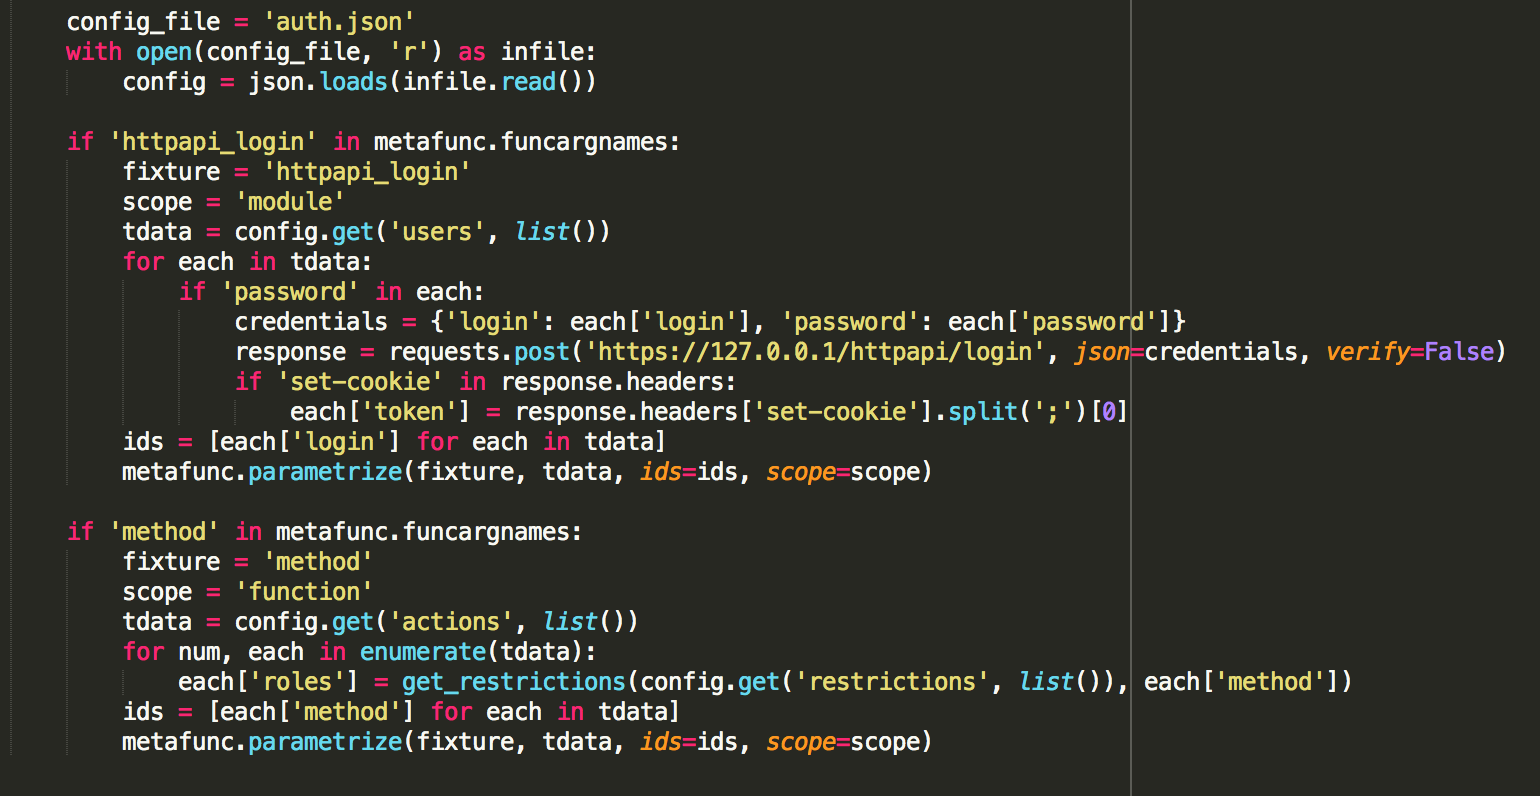 config_file = 'auth.json'
with open(config_file, 'r') as infile:
    config = json.loads(infile.read())

if 'httpapi_login' in metafunc.funcargnames:
    fixture = 'httpapi_login'
    scope = 'module'
    tdata = config.get('users', list())
    for each in tdata:
        if 'password' in each:
            credentials = {'login': each['login'], 'password': each['password']}
            response = requests.post('https://127.0.0.1/httpapi/login', json=credentials, verify=False)
            if 'set-cookie' in response.headers:
                each['token'] = response.headers['set-cookie'].split(';')[0]
    ids = [each['login'] for each in tdata]
    metafunc.parametrize(fixture, tdata, ids=ids, scope=scope)

if 'method' in metafunc.funcargnames:
    fixture = 'method'
    scope = 'function'
    tdata = config.get('actions', list())
    for num, each in enumerate(tdata):
        each['roles'] = get_restrictions(config.get('restrictions', list()), each['method'])
    ids = [each['method'] for each in tdata]
    metafunc.parametrize(fixture, tdata, ids=ids, scope=scope)